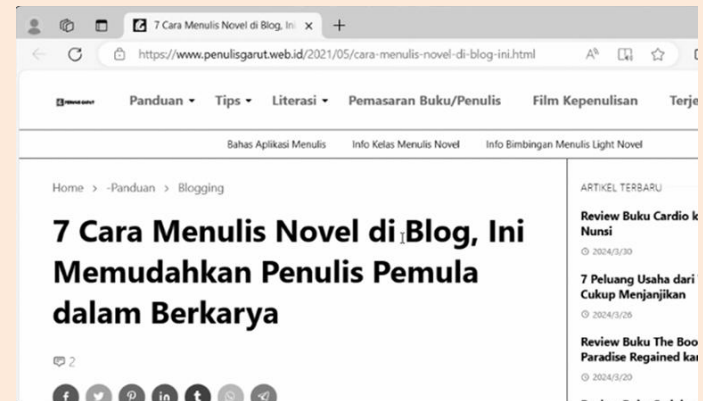 7 Cara Menulis Novel di Blog, In
https://www.penulisgarut.web.id/2021/05/cara-menulis-novel-di-blog-ini.html
Panduan Tips Literasi Pemasaran Buku/Penulis Film Kepenulisan Terje
Bahas Aplikasi Menulis Info Kelas Menulis Novel Info Bimbingan Menulis Light Novel
Home > -Panduan > Blogging
7 Cara Menulis Novel di Blog, Ini
Memudahkan Penulis Pemula
dalam Berkarya
2
ARTIKEL TERBARU
Review Buku Cardio k
Nunsi
2024/3/30
7 Peluang Usaha dari
Cukup Menjanjikan
2024/3/26
Review Buku The Boo
Paradise Regained kar
2024/3/20